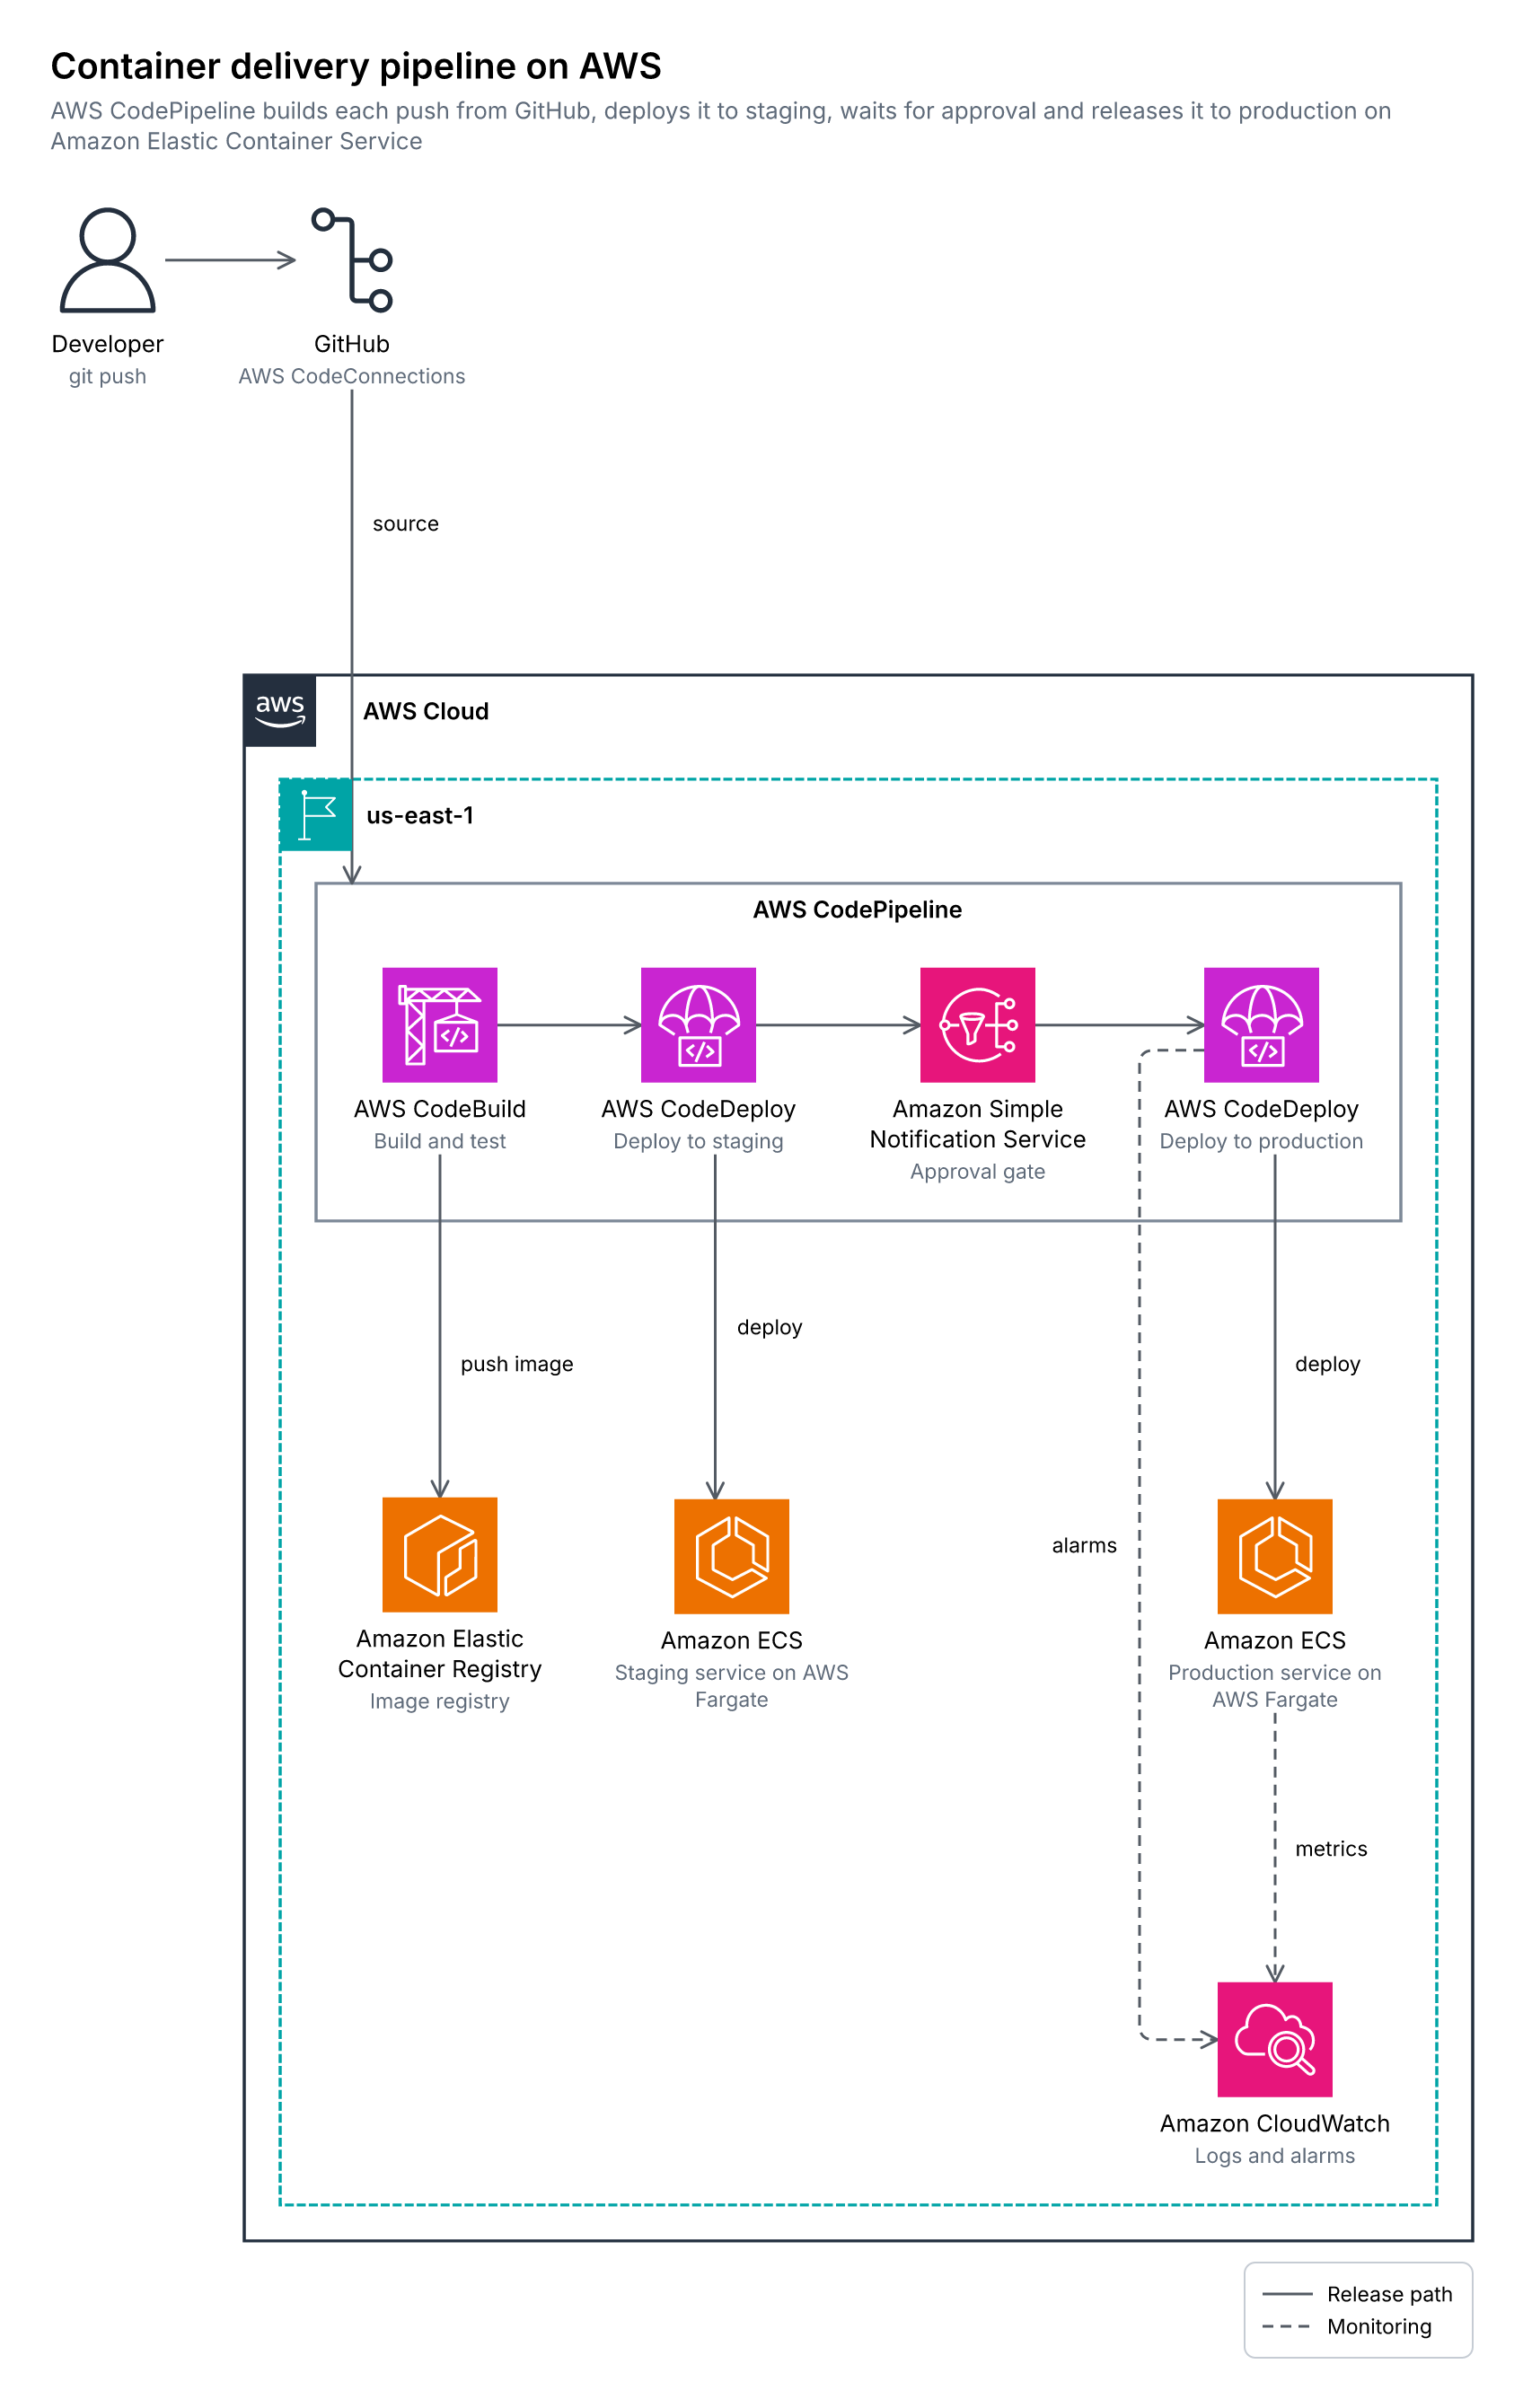 Container delivery pipeline on AWS
AWS CodePipeline builds each push from GitHub, deploys it to staging, waits for approval and releases it to production on
Amazon Elastic Container Service
Developer
git push
GitHub
AWS CodeConnections
source
aws
AWS Cloud
us-east-1
AWS CodePipeline
AWS CodeBuild
Build and test
AWS CodeDeploy
Deploy to staging
Amazon Simple
Notification Service
Approval gate
AWS CodeDeploy
Deploy to production
push image
deploy
deploy
alarms
Amazon Elastic
Container Registry
Image registry
Amazon ECS
Staging service on AWS
Fargate
Amazon ECS
Production service on
AWS Fargate
metrics
Amazon CloudWatch
Logs and alarms
Release path
Monitoring